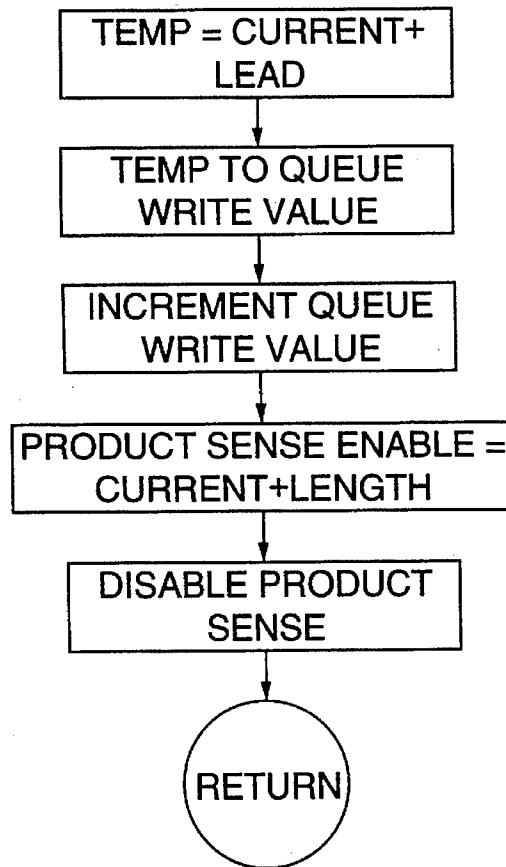 TEMP = CURRENT+
LEAD
TEMP TO QUEUE
WRITE VALUE
INCREMENT QUEUE
WRITE VALUE
PRODUCT SENSE ENABLE =
CURRENT+LENGTH
DISABLE PRODUCT
SENSE
RETURN